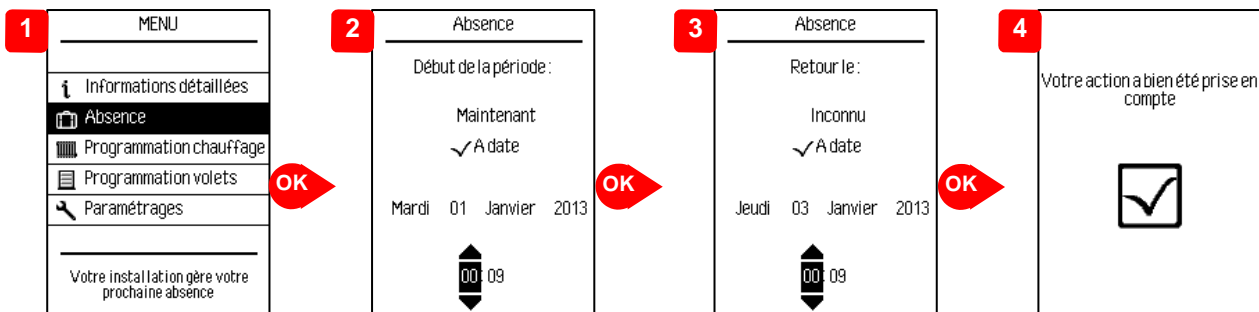 1
MENU
Informations détaillées
Absence
Programmation chauffage
Programmation volets
Paramétrages
Votre installation gère votre
prochaine absence
OK
2
Absence
Début de la période :
Maintenant
A date
Mardi 01 Janvier 2013
00 : 09
OK
3
Absence
Retour le :
Inconnu
A date
Jeudi 03 Janvier 2013
00 : 09
OK
4
Votre action a bien été prise en
compte